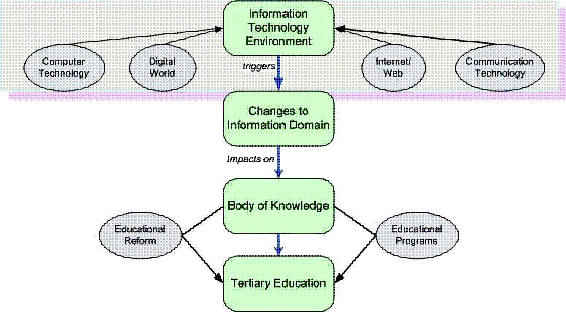 Information
Technology
Environment
Computer
Technology
Digital
World
Internet/
Web
Communication
Technology
triggers
Changes to
Information Domain
Impacts on
Body of Knowledge
Educational
Reform
Educational
Programs
Tertiary Education